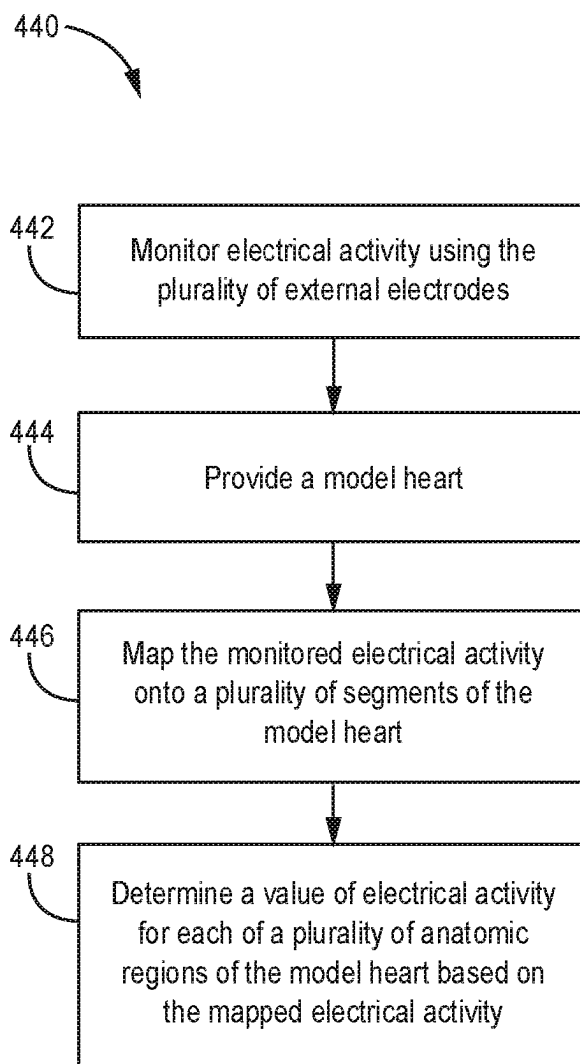 440
442
Monitor electrical activity using the
plurality of external electrodes
444
Provide a model heart
446
Map the monitored electrical activity
onto a plurality of segments of the
model heart
448
Determine a value of electrical activity
for each of a plurality of anatomic
regions of the model heart based on
the mapped electrical activity